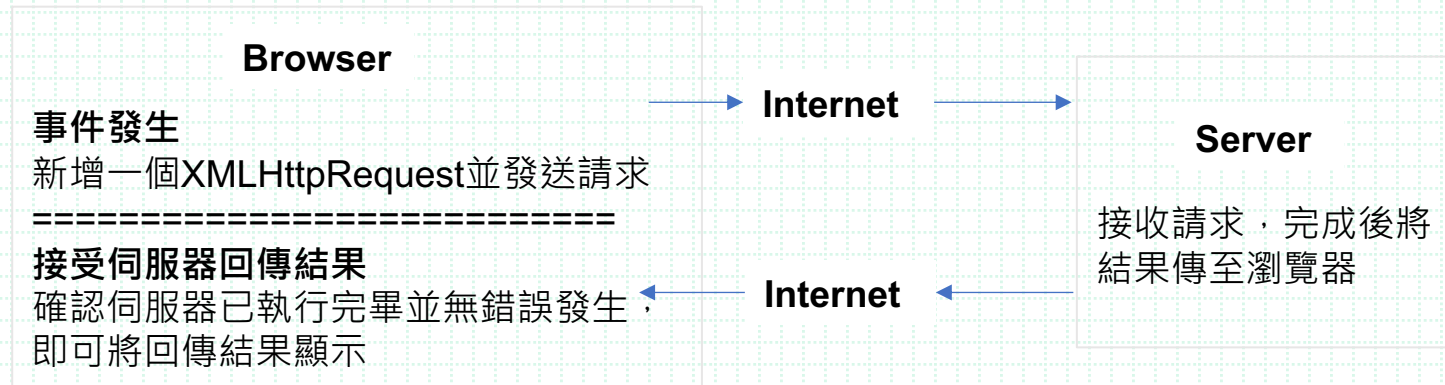 Browser
事件發生
新增一個XMLHttpRequest並發送請求
===========================
接受伺服器回傳結果
確認伺服器已執行完畢並無錯誤發生，
即可將回傳結果顯示
Internet
Internet
Server
接收請求，完成後將
結果傳至瀏覽器